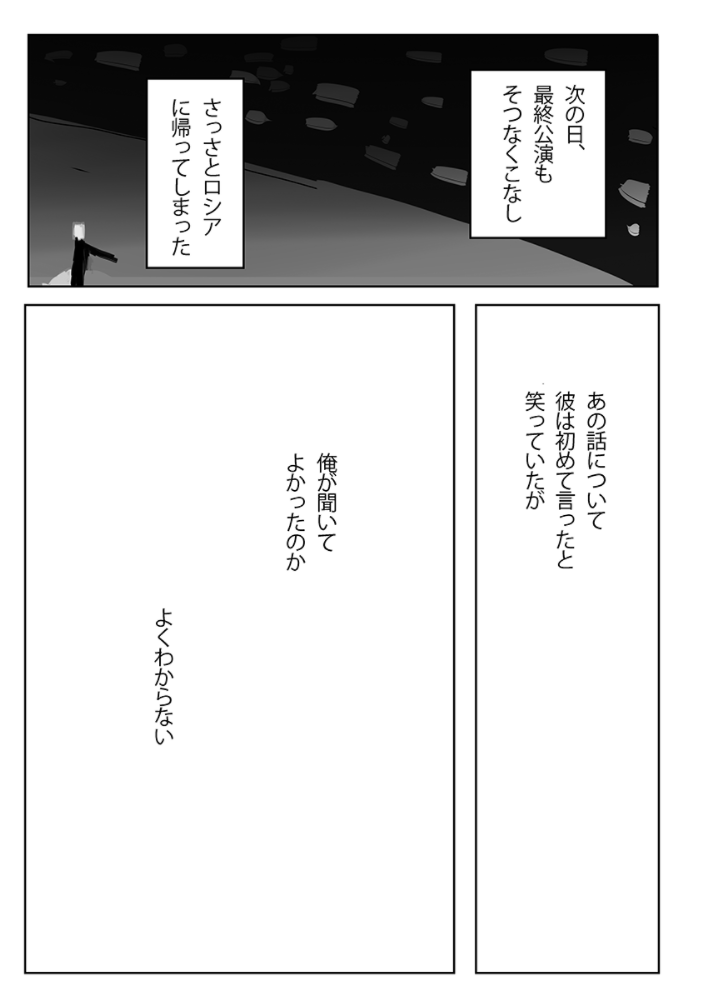 次の日、
最終公演も
そつなくこなし
さっさとロシア
に帰ってしまった
あの話について
彼は初めて言ったと
笑っていたが
俺が聞いて
よかったのか
よくわからない